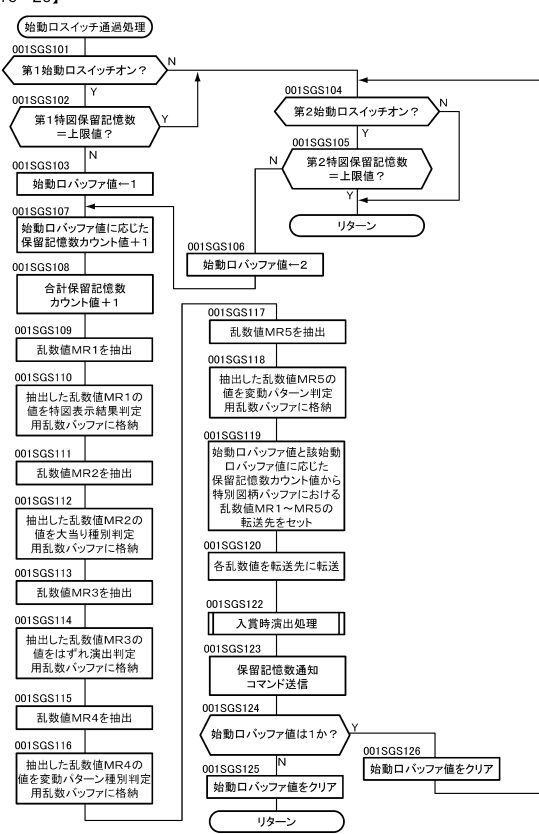 始動口スイッチ通過処理
001SGS101
第1始動口スイッチオン？
N
Y
001SGS102
第1特図保留記憶数
＝上限値？
Y
N
001SGS103
始動口バッファ値←1
001SGS107
始動口バッファ値に応じた
保留記憶数カウント値＋1
001SGS108
合計保留記憶数
カウント値＋1
001SGS109
乱数値MR1を抽出
001SGS110
抽出した乱数値MR1の
値を特図表示結果判定
用乱数バッファに格納
001SGS111
乱数値MR2を抽出
001SGS112
抽出した乱数値MR2の
値を大当り種別判定
用乱数バッファに格納
001SGS113
乱数値MR3を抽出
001SGS114
抽出した乱数値MR3の
値をはずれ演出判定
用乱数バッファに格納
001SGS115
乱数値MR4を抽出
001SGS116
抽出した乱数値MR4の
値を変動パターン種別判定
用乱数バッファに格納
001SGS104
第2始動口スイッチオン？
N
Y
001SGS105
第2特図保留記憶数
＝上限値？
N
Y
リターン
001SGS106
始動口バッファ値←2
001SGS117
乱数値MR5を抽出
001SGS118
抽出した乱数値MR5の
値を変動パターン判定
用乱数バッファに格納
001SGS119
始動口バッファ値と該始動
口バッファ値に応じた
保留記憶数カウント値から
特別図柄バッファにおける
乱数値MR1～MR5の
転送先をセット
001SGS120
各乱数値を転送先に転送
001SGS122
入賞時演出処理
001SGS123
保留記憶数通知
コマンド送信
001SGS124
始動口バッファ値は1か？
Y
N
001SGS125
始動口バッファ値をクリア
リターン
001SGS126
始動口バッファ値をクリア